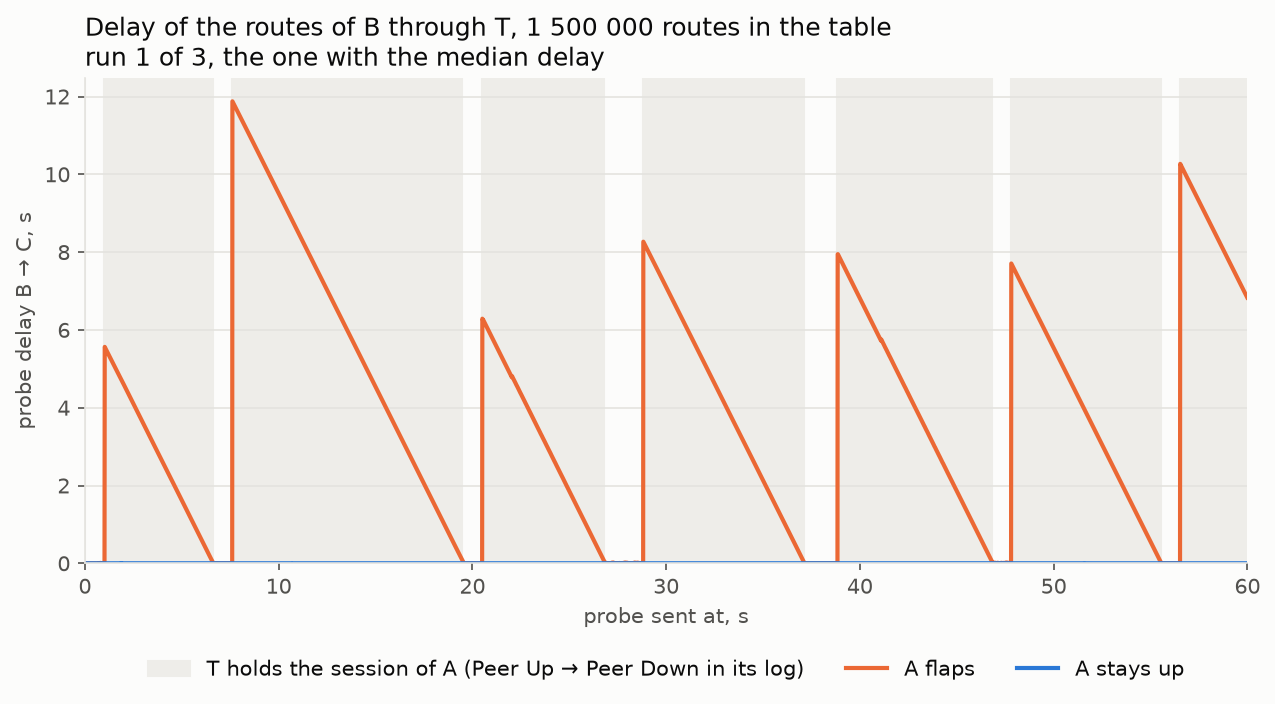 Delay of the routes of B through T, 1 500 000 routes in the table
run 1 of 3, the one with the median delay
probe delay B → C, s
12
10
8
6
4
2
0
0 10 20 30 40 50 60
probe sent at, s
T holds the session of A (Peer Up → Peer Down in its log) A flaps A stays up